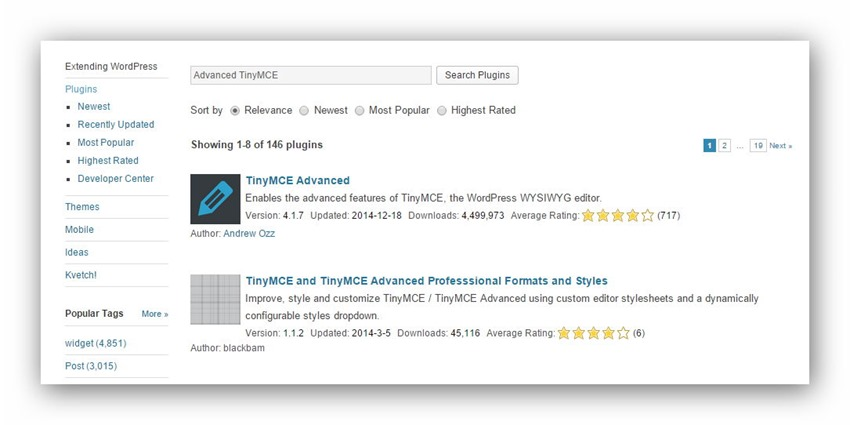 Extending WordPress
Plugins
Newest
Recently Updated
Most Popular
Highest Rated
Developer Center
Themes
Mobile
Ideas
Kvetch!
Popular Tags More »
widget (4,851)
Post (3,015)
Advanced TinyMCE Search Plugins
Sort by Relevance Newest Most Popular Highest Rated
Showing 1-8 of 146 plugins
1 2 ... 19 Next »
TinyMCE Advanced
Enables the advanced features of TinyMCE, the WordPress WYSIWYG editor.
Version: 4.1.7 Updated: 2014-12-18 Downloads: 4,499,973 Average Rating: (717)
Author: Andrew Ozz
TinyMCE and TinyMCE Advanced Professsional Formats and Styles
Improve, style and customize TinyMCE / TinyMCE Advanced using custom editor stylesheets and a dynamically
configurable styles dropdown.
Version: 1.1.2 Updated: 2014-3-5 Downloads: 45,116 Average Rating: (6)
Author: blackbam